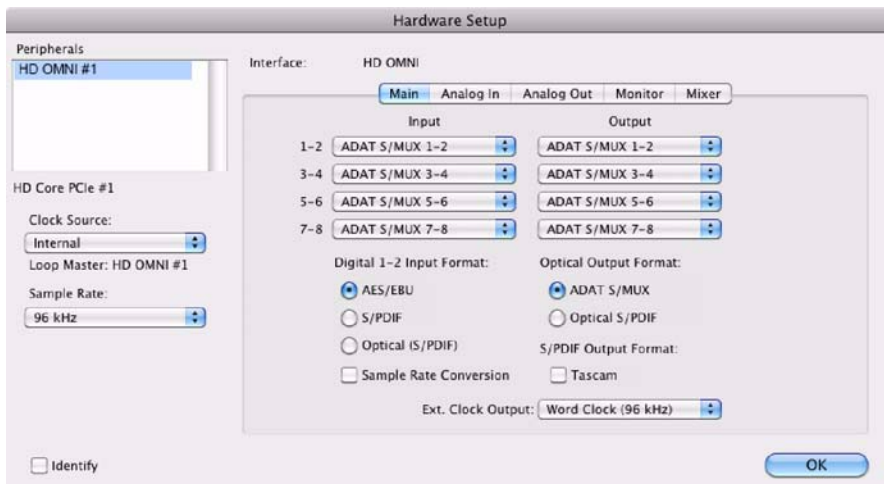 Hardware Setup
Peripherals
HD OMNI #1
HD Core PCIe #1
Clock Source:
Internal
Loop Master: HD OMNI #1
Sample Rate:
96 kHz
Identify
Interface: HD OMNI
Main Analog In Analog Out Monitor Mixer
Input Output
1-2 ADAT S/MUX 1-2 ADAT S/MUX 1-2
3-4 ADAT S/MUX 3-4 ADAT S/MUX 3-4
5-6 ADAT S/MUX 5-6 ADAT S/MUX 5-6
7-8 ADAT S/MUX 7-8 ADAT S/MUX 7-8
Digital 1-2 Input Format: Optical Output Format:
AES/EBU ADAT S/MUX
S/PDIF Optical S/PDIF
Optical (S/PDIF) S/PDIF Output Format:
Sample Rate Conversion Tascam
Ext. Clock Output: Word Clock (96 kHz)
OK